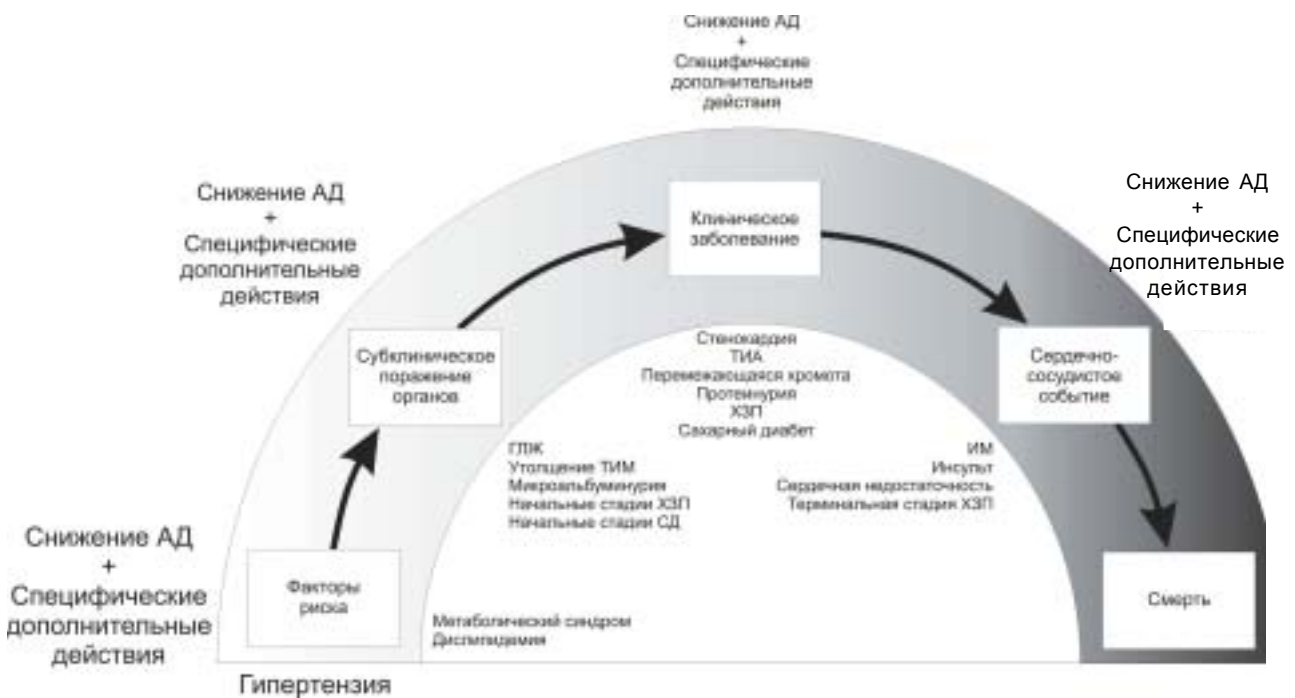 Снижение АД
+
Специфические
дополнительные
действия
Снижение АД
+
Специфические
дополнительные
действия
Снижение АД
+
Специфические
дополнительные
действия
Клиническое
заболевание
Субклиническое
поражение
органов
Сердечно-
сосудистое
событие
Стенокардия
ТИА
Перемежающаяся хромота
Протеинурия
ХЗП
Сахарный диабет
ГЛЖ
Утолщение ТИМ
Микроальбуминурия
Начальные стадии ХЗП
Начальные стадии СД
ИМ
Инсульт
Сердечная недостаточность
Терминальная стадия ХЗП
Снижение АД
+
Специфические
дополнительные
действия
Факторы
риска
Метаболический синдром
Дислипидемия
Смерть
Гипертензия